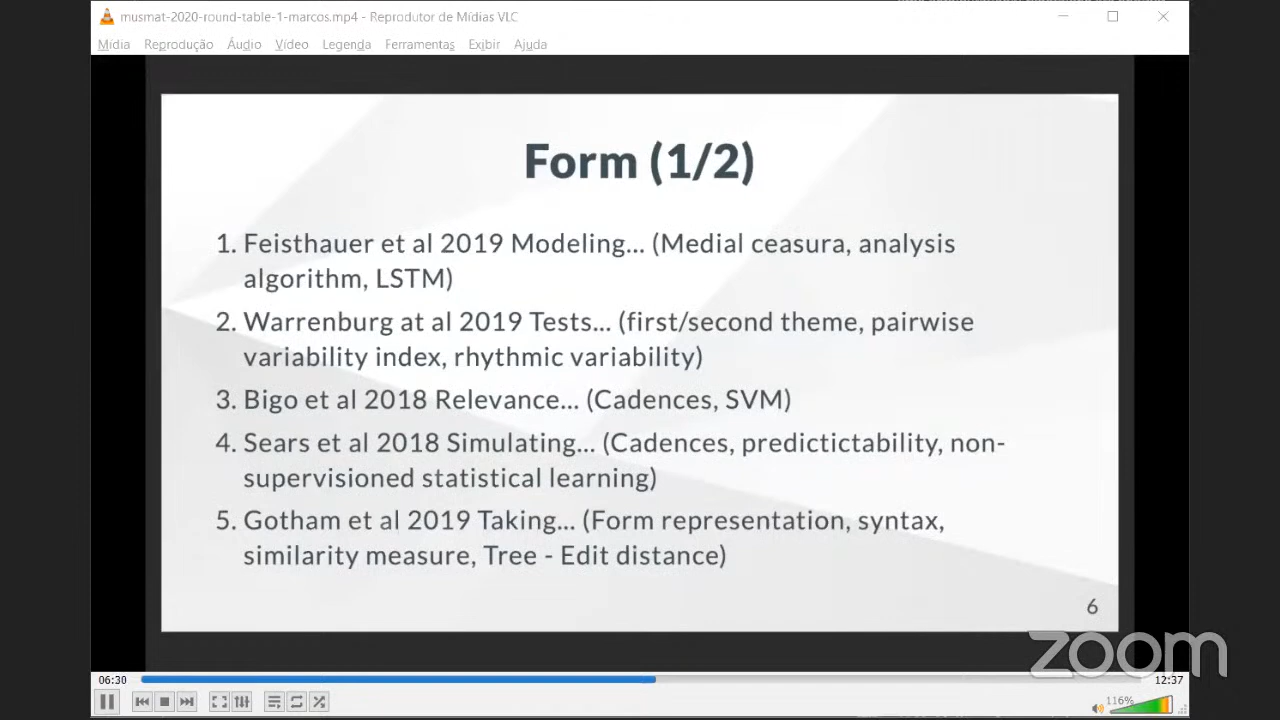 musmat-2020-round-table-1-marcos.mp4 - Reprodutor de Mídias VLC
Mídia Reprodução Áudio Vídeo Legenda Ferramentas Exibir Ajuda
Form (1/2)
1. Feisthauer et al 2019 Modeling... (Medial ceasura, analysis
algorithm, LSTM)
2. Warrenburg at al 2019 Tests... (first/second theme, pairwise
variability index, rhythmic variability)
3. Bigo et al 2018 Relevance... (Cadences, SVM)
4. Sears et al 2018 Simulating... (Cadences, predictictability, non-
supervisioned statistical learning)
5. Gotham et al 2019 Taking... (Form representation, syntax,
similarity measure, Tree - Edit distance)
6
zoom
06:30 12:37
116%